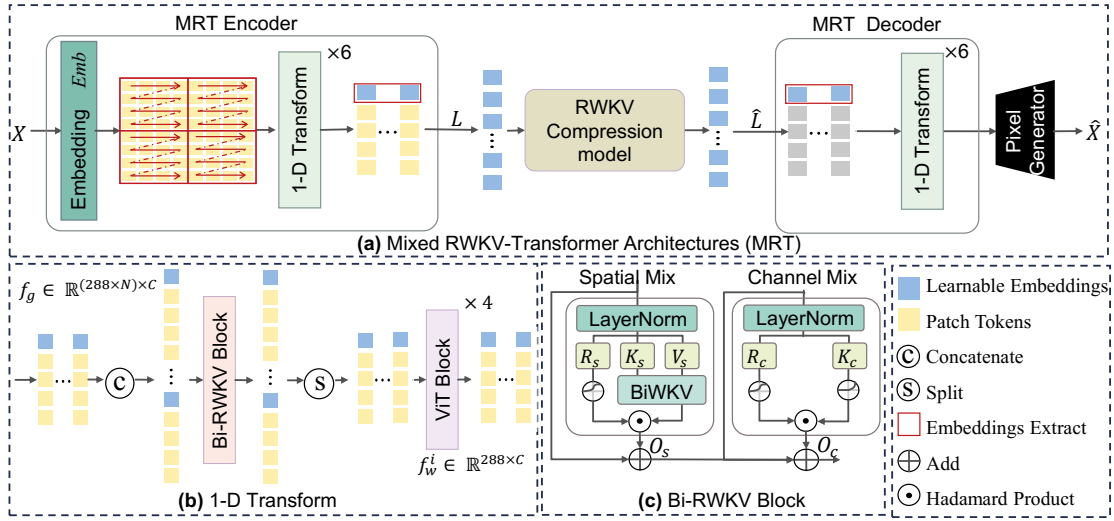 MRT Encoder
MRT Decoder
X
Embedding Emb
×6
1-D Transform
L
RWKV
Compression
model
L̂
×6
1-D Transform
Pixel
Generator
X̂
(a) Mixed RWKV-Transformer Architectures (MRT)
f_g ∈ ℝ^{(288×N)×C}
C
Bi-RWKV Block
S
× 4
ViT Block
f_w^i ∈ ℝ^{288×C}
(b) 1-D Transform
Spatial Mix
Channel Mix
LayerNorm
LayerNorm
R_s
K_s
V_s
R_c
K_c
BiWKV
O_s
O_c
(c) Bi-RWKV Block
Learnable Embeddings
Patch Tokens
C Concatenate
S Split
Embeddings Extract
Add
Hadamard Product